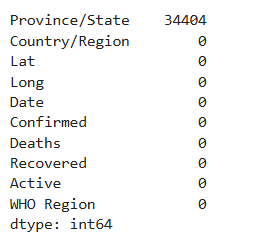 Province/State    34404
Country/Region        0
Lat                   0
Long                  0
Date                  0
Confirmed             0
Deaths                0
Recovered             0
Active                0
WHO Region            0
dtype: int64